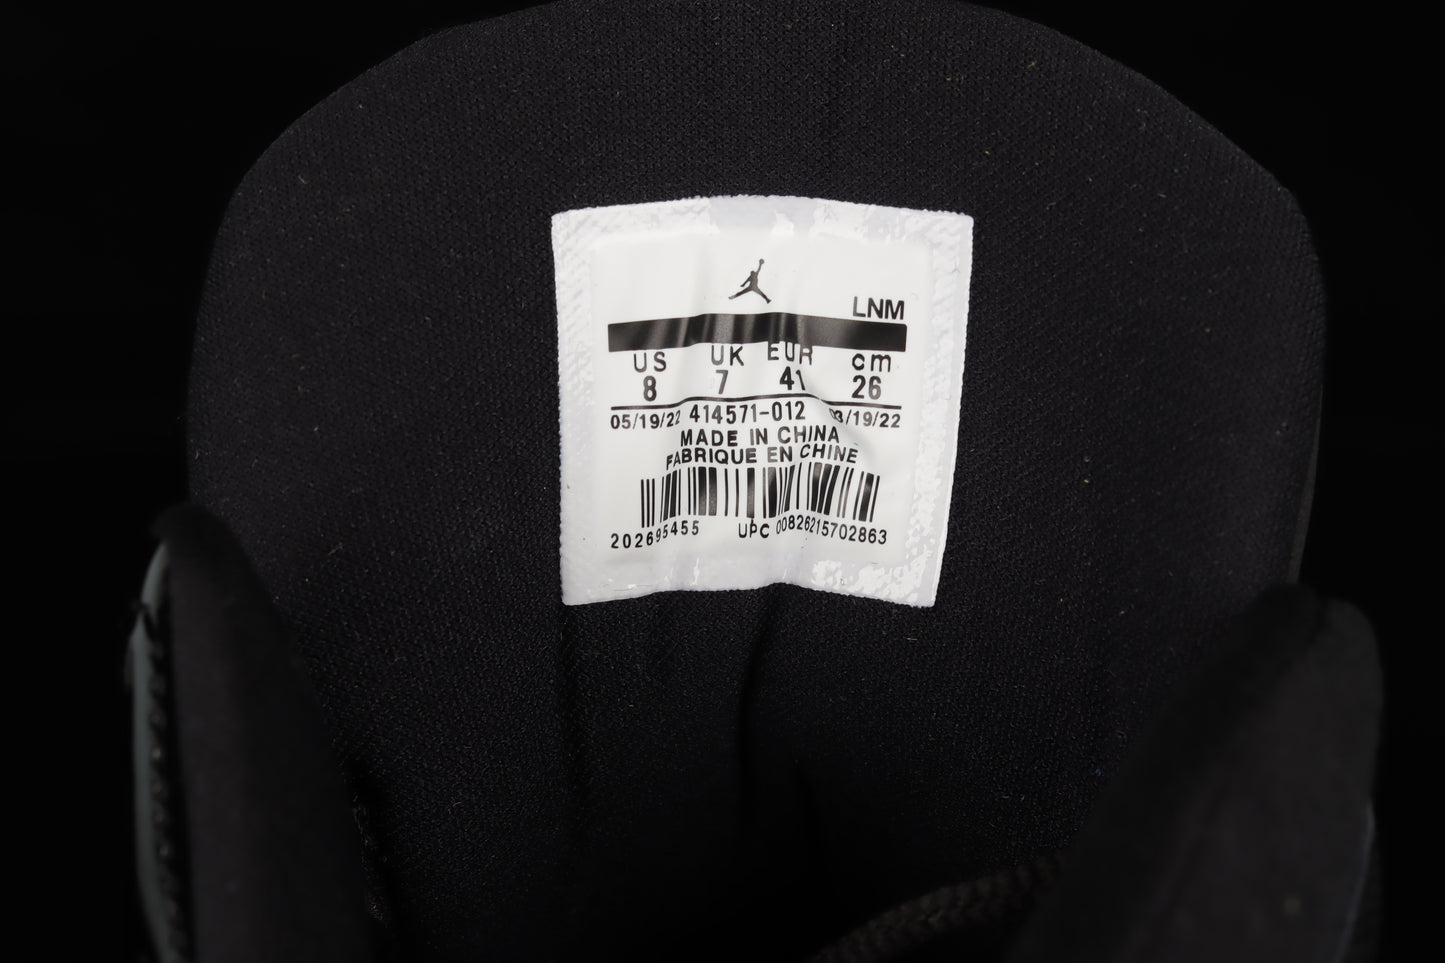 LNM
US UK EUR cm
8 7 41 26
05/19/22 414571-012 03/19/22
MADE IN CHINA
FABRIQUE EN CHINE
202695455 UPC 00826215702863